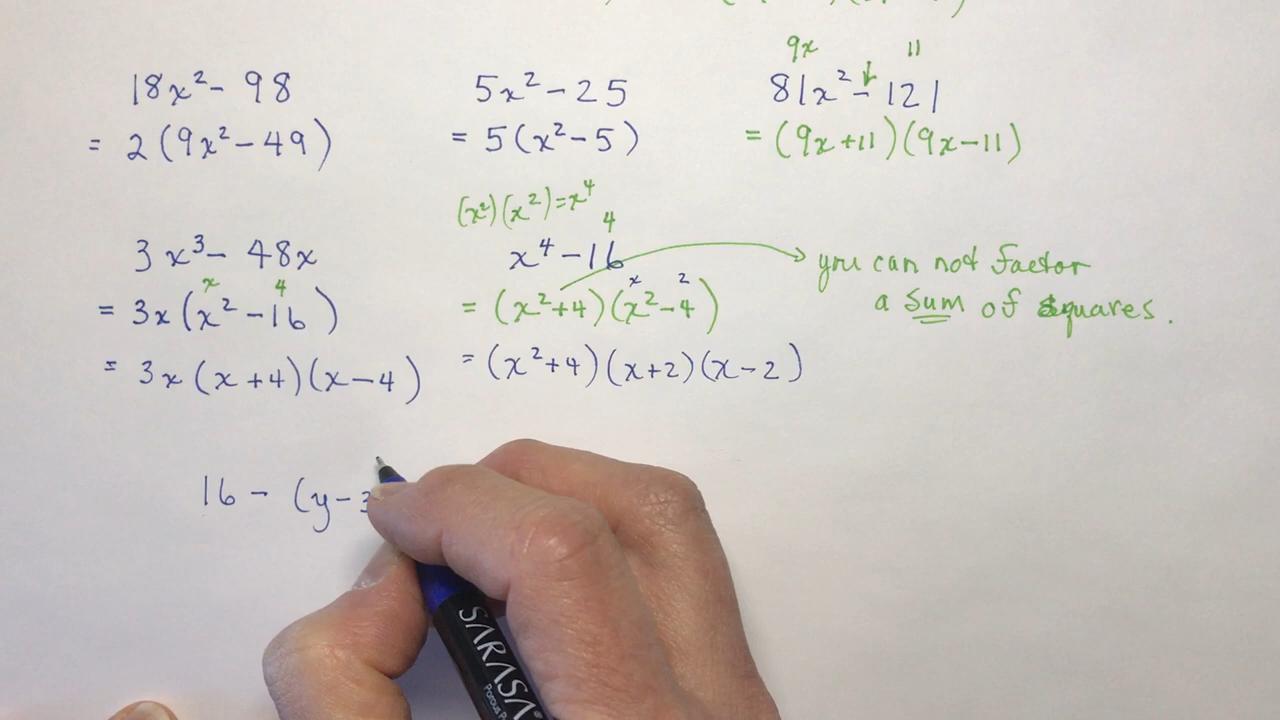 18x² - 98
= 2(9x² - 49)
5x² - 25
= 5(x² - 5)
9x 11
81x² - 121
= (9x + 11)(9x - 11)
3x³ - 48x
x 4
= 3x(x² - 16)
= 3x(x + 4)(x - 4)
(x²)(x²) = x⁴
4
x⁴ - 16
x 2
= (x² + 4)(x² - 4)
= (x² + 4)(x + 2)(x - 2)
you can not factor
a sum of squares.
16 - (y - 3
SARASA
Porous